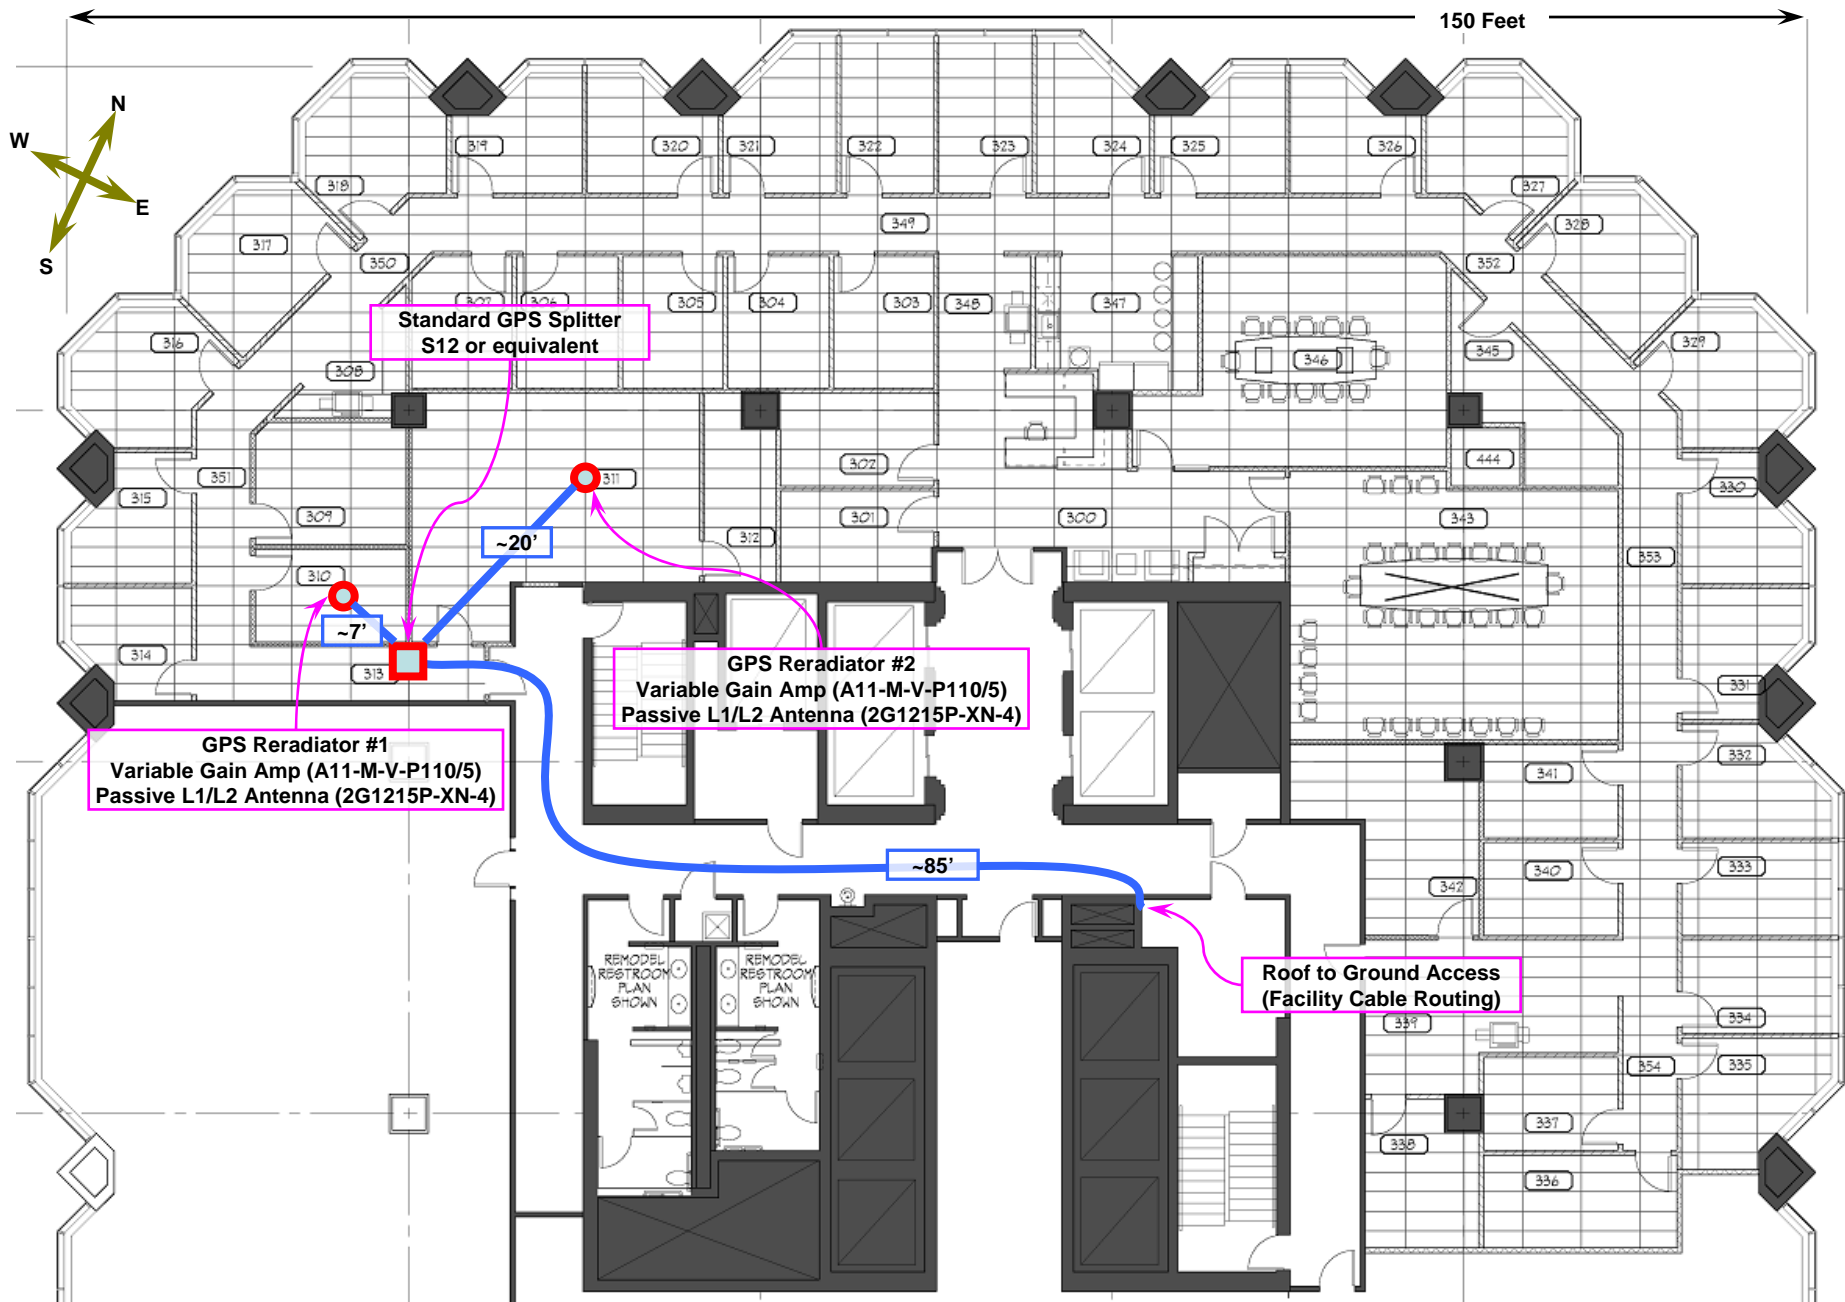 150 Feet
N
W
E
S
319
320
321
322
323
324
325
326
318
327
317
349
328
350
352
307
306
305
304
303
348
347
Standard GPS Splitter
S12 or equivalent
316
308
346
345
329
302
311
444
351
315
309
301
300
343
330
~20'
312
353
310
~7'
314
313
331
GPS Reradiator #2
Variable Gain Amp (A11-M-V-P110/5)
Passive L1/L2 Antenna (2G1215P-XN-4)
GPS Reradiator #1
Variable Gain Amp (A11-M-V-P110/5)
Passive L1/L2 Antenna (2G1215P-XN-4)
332
341
~85'
342
340
333
REMODEL
RESTROOM
PLAN
SHOWN
REMODEL
RESTROOM
PLAN
SHOWN
Roof to Ground Access
(Facility Cable Routing)
339
334
354
335
337
338
336